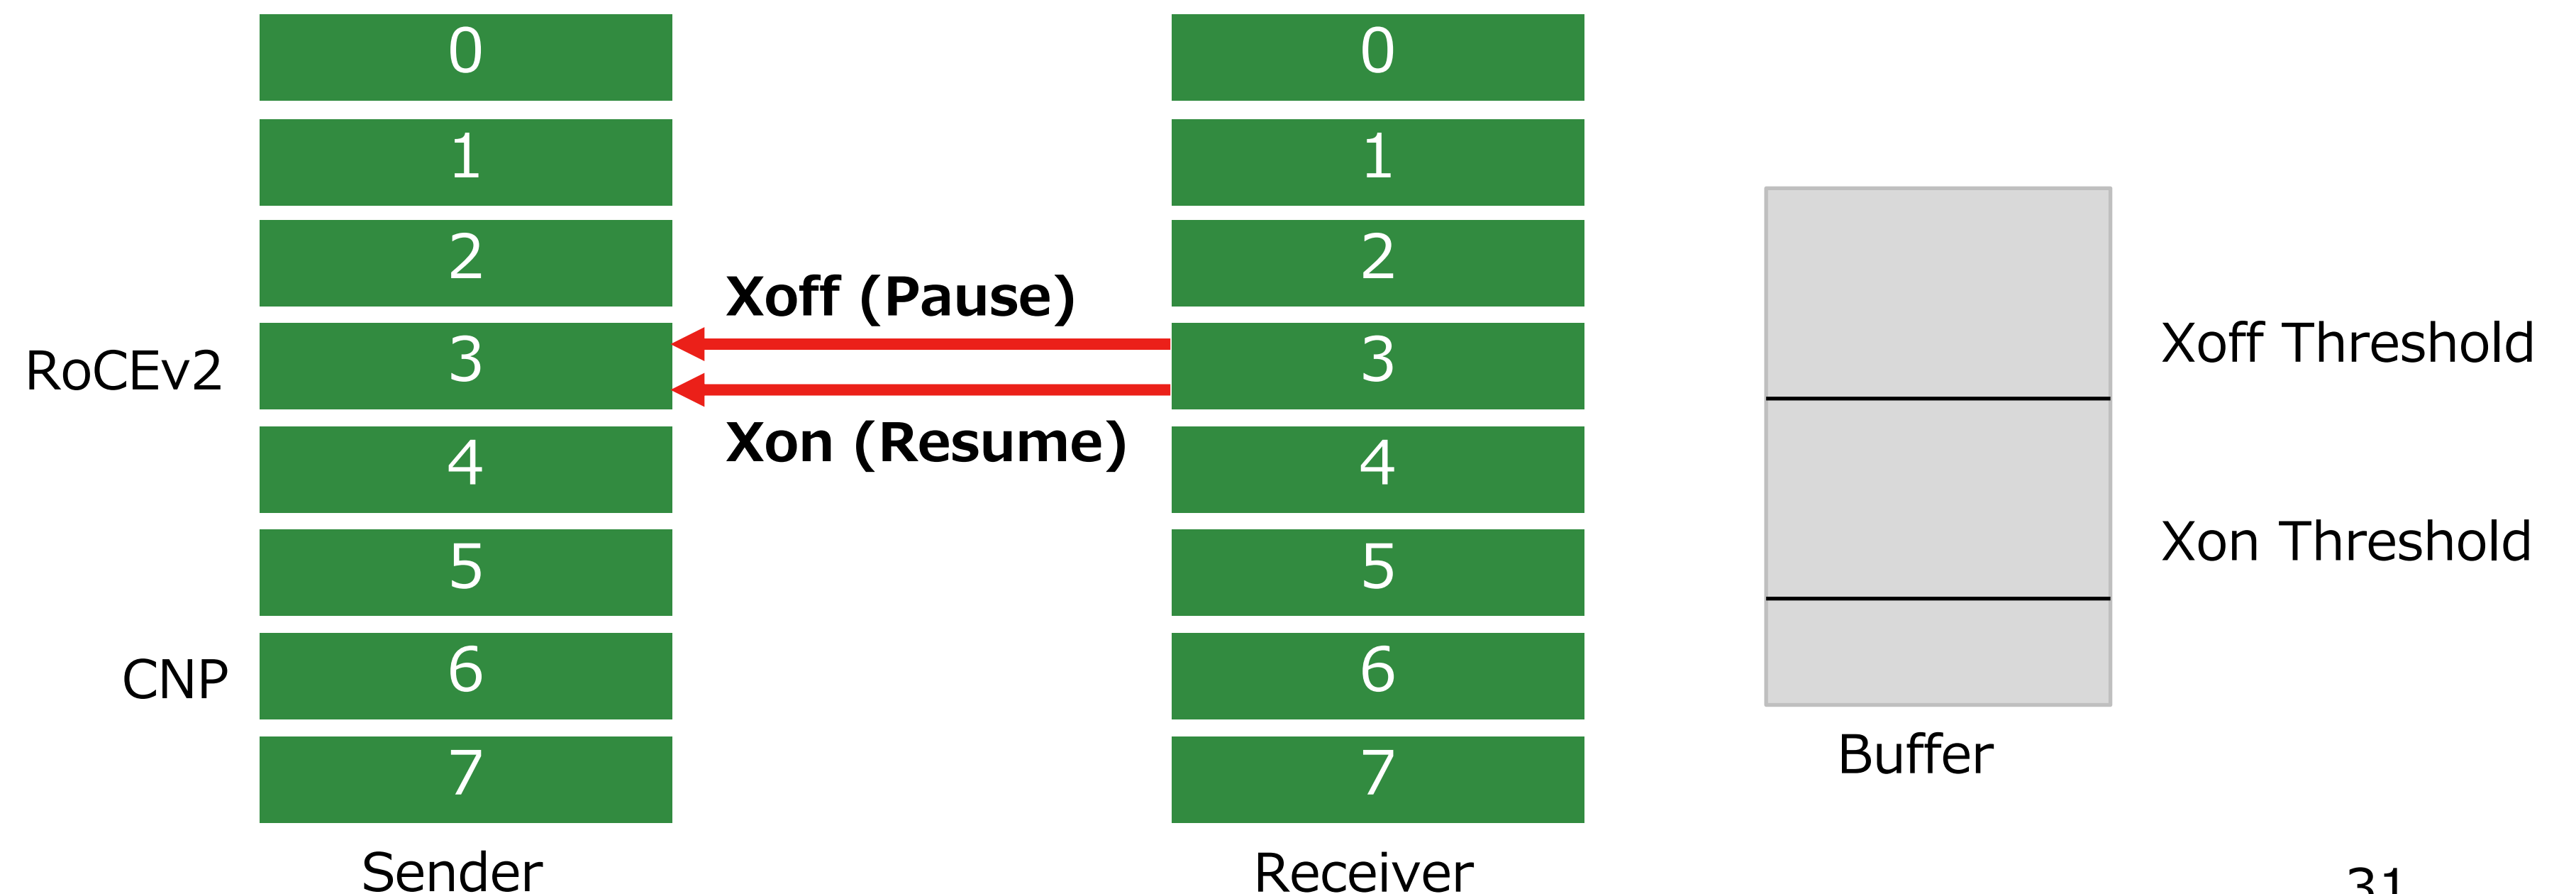 0
1
2
3
4
5
6
7
Sender
RoCEv2
CNP
Xoff (Pause)
Xon (Resume)
0
1
2
3
4
5
6
7
Receiver
Xoff Threshold
Xon Threshold
Buffer
31